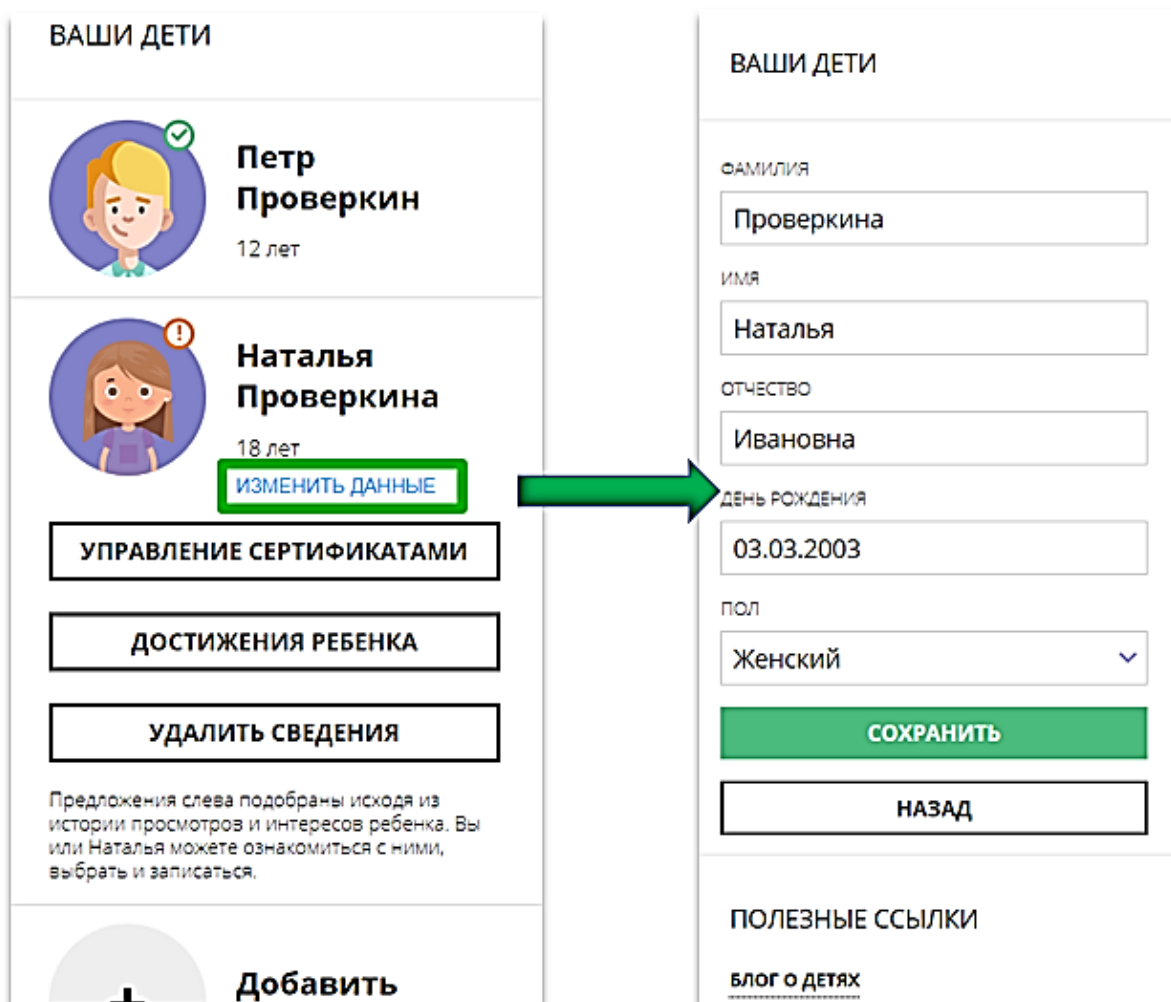 ВАШИ ДЕТИ
Петр
Проверкин
12 лет
Наталья
Проверкина
18 лет
ИЗМЕНИТЬ ДАННЫЕ
УПРАВЛЕНИЕ СЕРТИФИКАТАМИ
ДОСТИЖЕНИЯ РЕБЕНКА
УДАЛИТЬ СВЕДЕНИЯ
Предложения слева подобраны исходя из
истории просмотров и интересов ребенка. Вы
или Наталья можете ознакомиться с ними,
выбрать и записаться.
Добавить
ВАШИ ДЕТИ
ФАМИЛИЯ
Проверкина
ИМЯ
Наталья
ОТЧЕСТВО
Ивановна
ДЕНЬ РОЖДЕНИЯ
03.03.2003
ПОЛ
Женский
СОХРАНИТЬ
НАЗАД
ПОЛЕЗНЫЕ ССЫЛКИ
БЛОГ О ДЕТЯХ